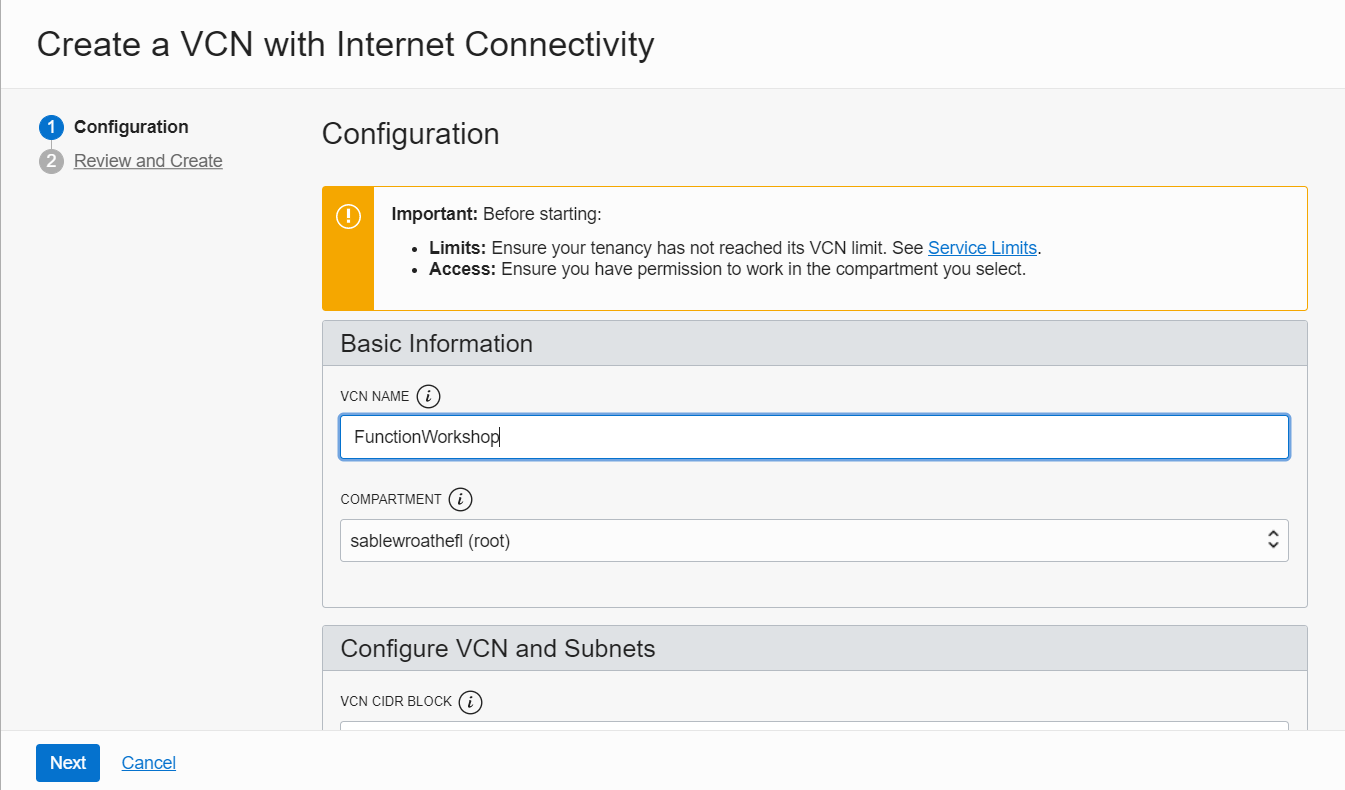 Create a VCN with Internet Connectivity
1 Configuration
2 Review and Create
Configuration
! Important: Before starting:
• Limits: Ensure your tenancy has not reached its VCN limit. See Service Limits.
• Access: Ensure you have permission to work in the compartment you select.
Basic Information
VCN NAME i
FunctionWorkshop
COMPARTMENT i
sablewroathefl (root)
Configure VCN and Subnets
VCN CIDR BLOCK i
Next Cancel